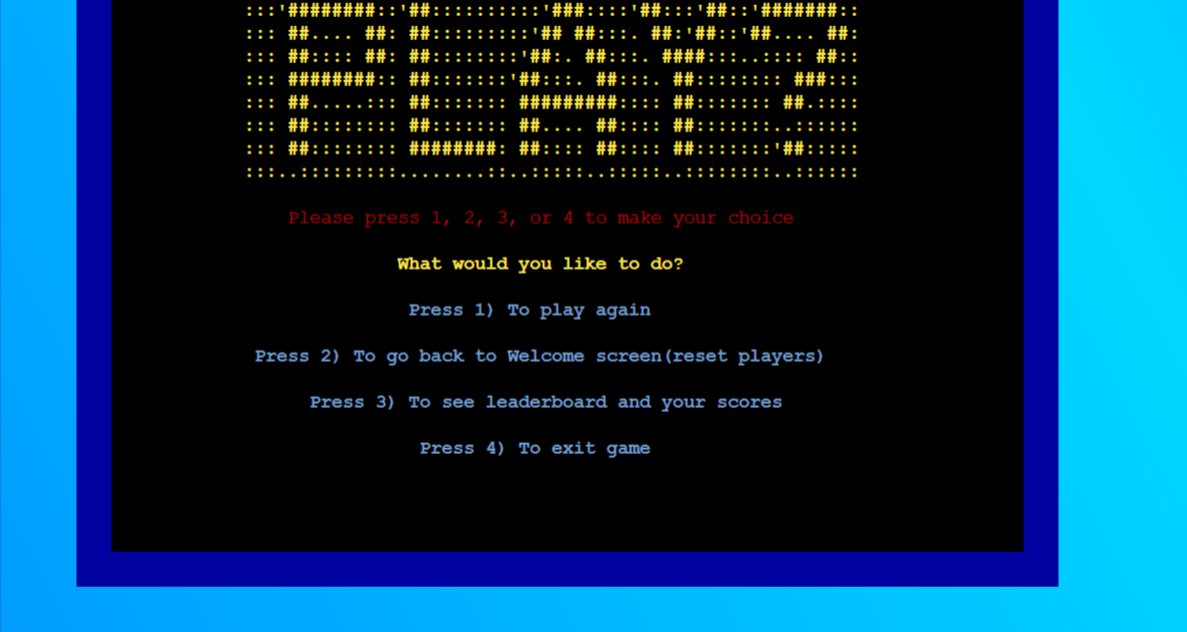 :::'########::'##::::::::::'###::::'##:::'##::'#######::
::: ##.... ##: ##:::::::::'## ##:::. ##:'##::'##.... ##:
::: ##:::: ##: ##::::::::'##:. ##:::. ####:::..:::: ##::
::: ########:: ##:::::::'##:::. ##:::. ##:::::::: ###:::
::: ##.....::: ##::::::: #########:::: ##::::::: ##.::::
::: ##:::::::: ##::::::: ##.... ##:::: ##:::::::..::::::
::: ##:::::::: ########: ##:::: ##:::: ##:::::::'##:::::
:::..:::::::::........::..:::::..:::::..::::::::..::::::
Please press 1, 2, 3, or 4 to make your choice
What would you like to do?
Press 1) To play again
Press 2) To go back to Welcome screen(reset players)
Press 3) To see leaderboard and your scores
Press 4) To exit game